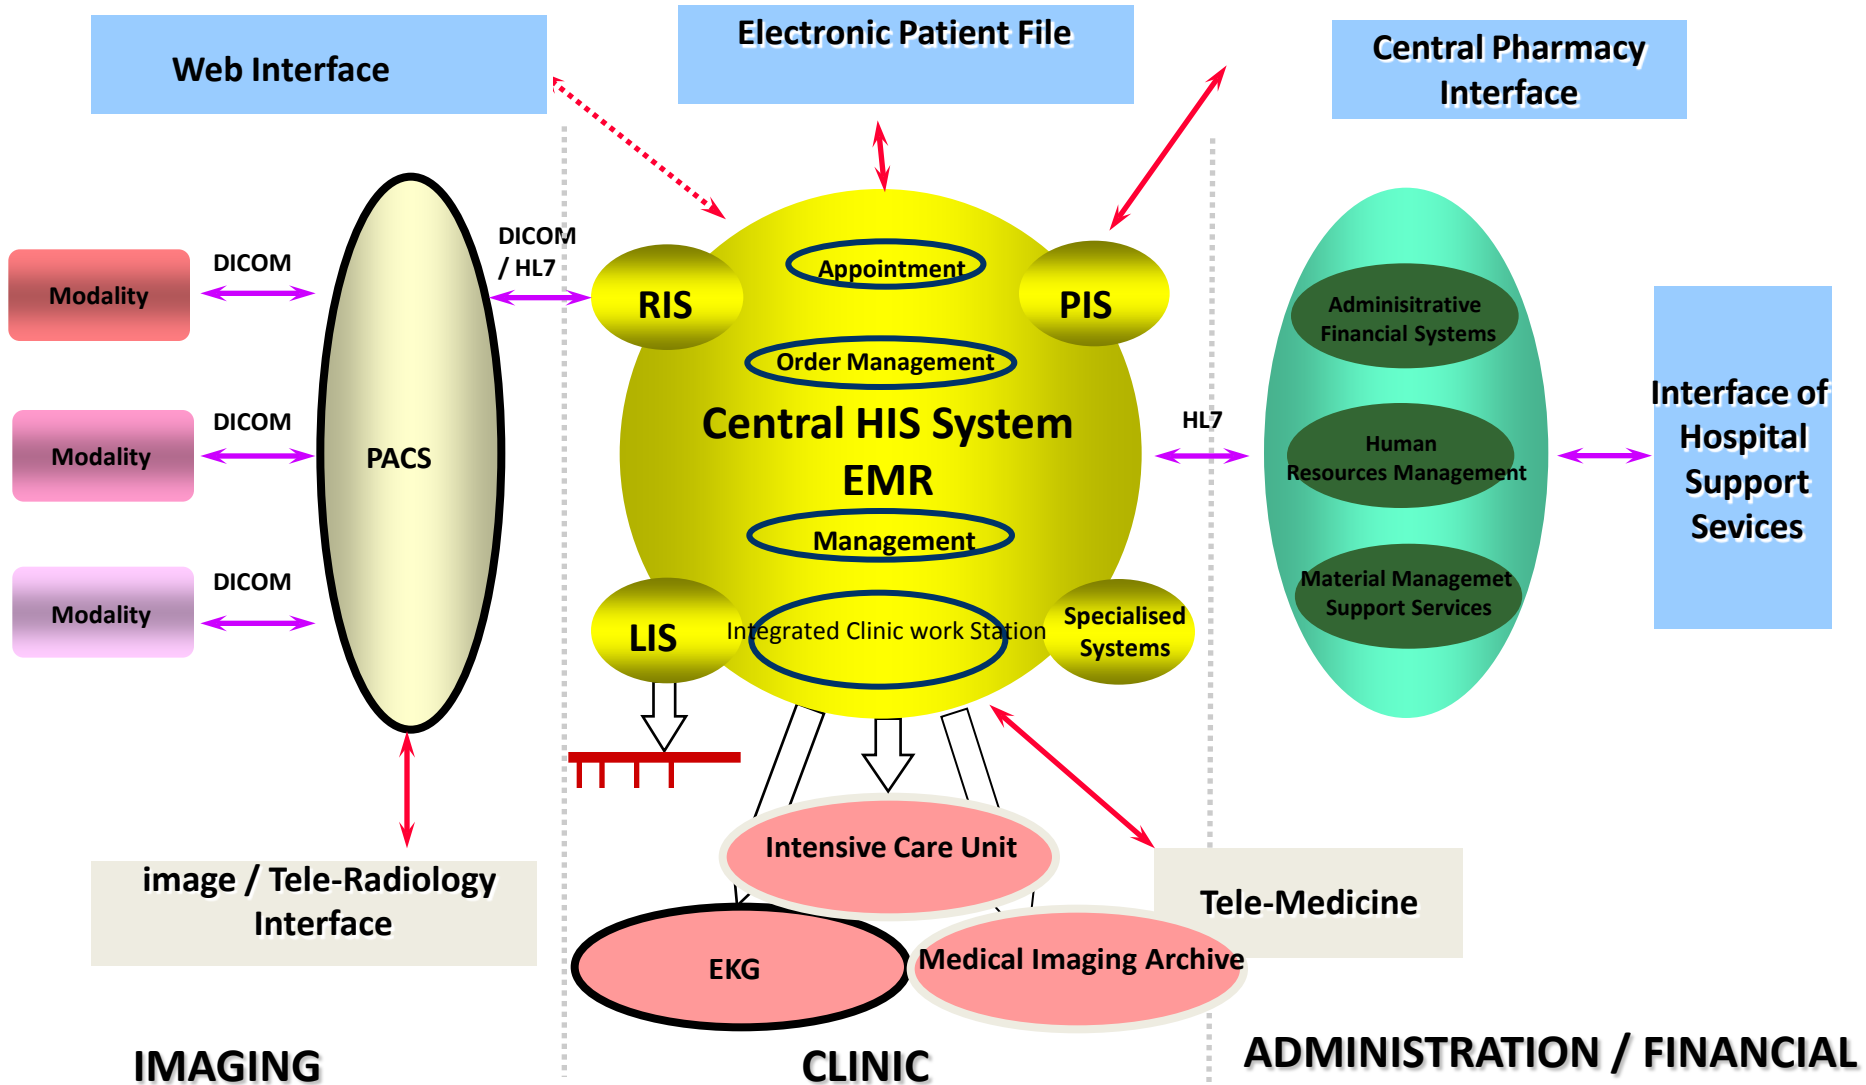 Web Interface
Electronic Patient File
Central Pharmacy
Interface
DICOM
DICOM
/ HL7
Modality
RIS
Appointment
PIS
Adminisitrative
Financial Systems
Order Management
DICOM
Modality
PACS
Central HIS System
EMR
HL7
Human
Resources Management
Interface of
Hospital
Support
Sevices
Management
DICOM
Modality
LIS
Integrated Clinic work Station
Specialised
Systems
Material Managemet
Support Services
image / Tele-Radiology
Interface
Intensive Care Unit
Tele-Medicine
EKG
Medical Imaging Archive
IMAGING
CLINIC
ADMINISTRATION / FINANCIAL